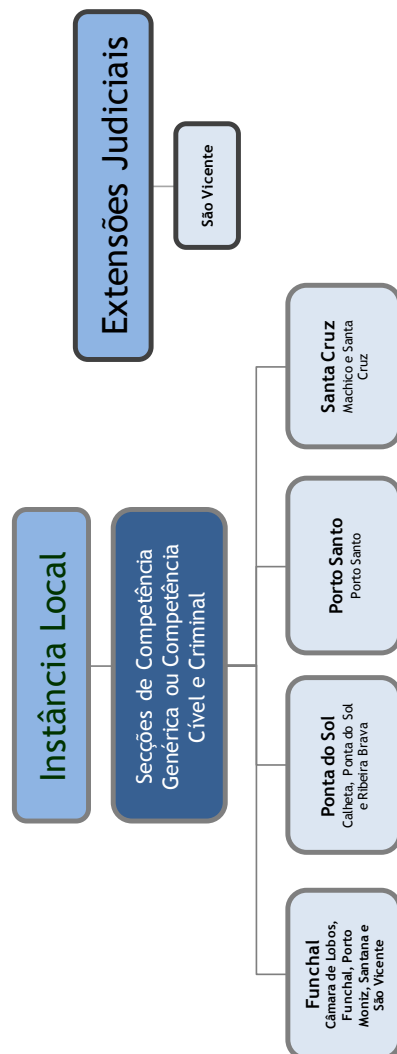 Instância Local
Secções de Competência
Genérica ou Competência
Cível e Criminal
Funchal
Câmara de Lobos,
Funchal, Porto
Moniz, Santana e
São Vicente
Ponta do Sol
Calheta, Ponta do Sol
e Ribeira Brava
Porto Santo
Porto Santo
Santa Cruz
Machico e Santa
Cruz
Extensões Judiciais
São Vicente